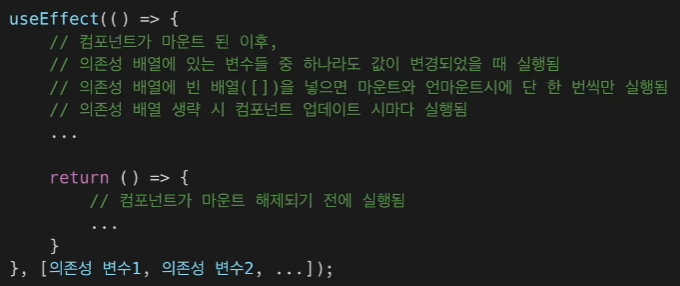 useEffect(() => {
// 컴포넌트가 마운트 된 이후,
// 의존성 배열에 있는 변수들 중 하나라도 값이 변경되었을 때 실행됨
// 의존성 배열에 빈 배열([])을 넣으면 마운트와 언마운트시에 단 한 번씩만 실행됨
// 의존성 배열 생략 시 컴포넌트 업데이트 시마다 실행됨
...
return () => {
// 컴포넌트가 마운트 해제되기 전에 실행됨
...
}
}, [의존성 변수1, 의존성 변수2, ...]);